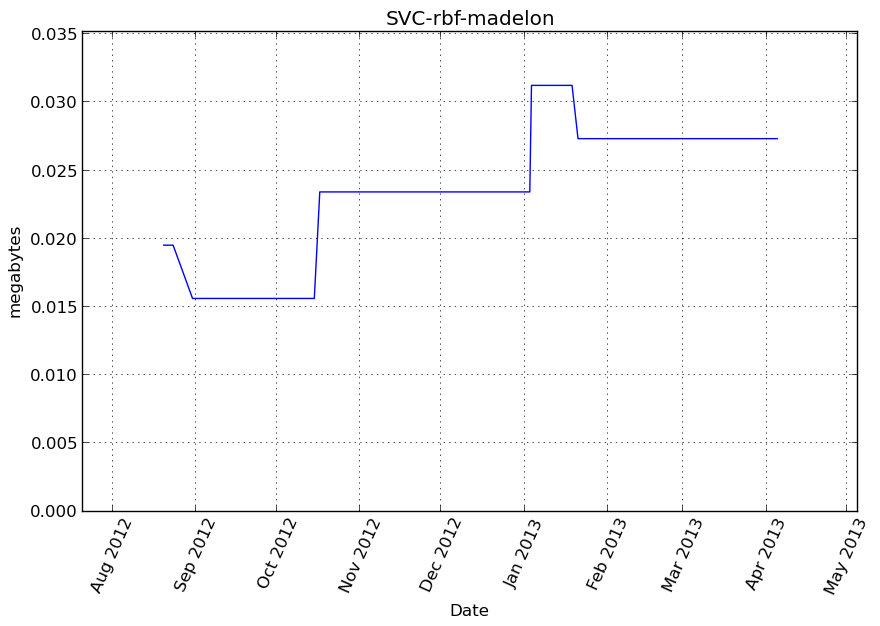 SVC-rbf-madelon
0.035
0.030
0.025
0.020
0.015
0.010
0.005
0.000
megabytes
Aug 2012
Sep 2012
Oct 2012
Nov 2012
Dec 2012
Jan 2013
Feb 2013
Mar 2013
Apr 2013
May 2013
Date